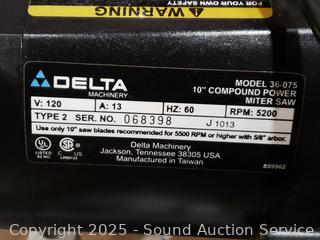 FOR YOUR OWN SAFETY
DELTA
MACHINERY
MODEL 36-075
10" COMPOUND POWER
MITER SAW
V: 120 A: 13 HZ: 60 RPM: 5200
TYPE 2 SER. NO. 068398 J 1013
Use only 10" saw blades recommended for 5500 RPM or higher with 5/8" arbor.
Delta Machinery
Jackson, Tennessee 38305 USA
Manufactured in Taiwan
899902
Copyright 2025 - Sound Auction Service